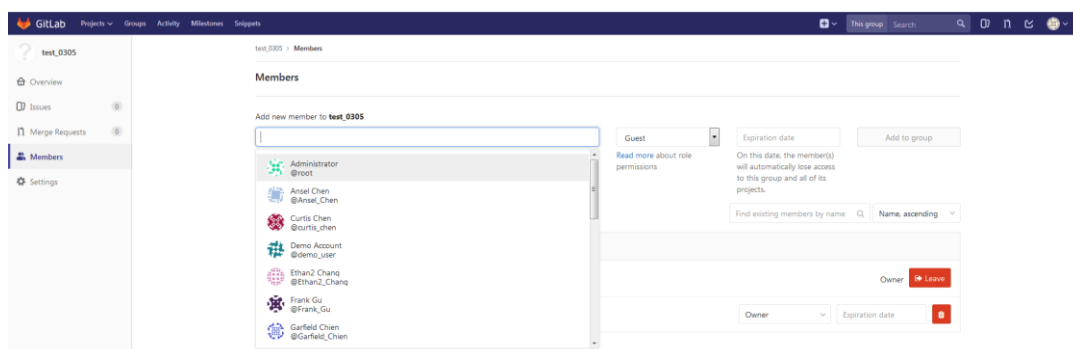 GitLab Projects Groups Activity Milestones Snippets This group Search
test_0305
Overview
Issues 0
Merge Requests 0
Members
Settings
test_0305 > Members
Members
Add new member to test_0305
Guest
Expiration date
Add to group
Read more about role
permissions
On this date, the member(s)
will automatically lose access
to this group and all of its
projects.
Administrator
@root
Ansel Chen
@Ansel_Chen
Curtis Chen
@curtis_chen
Demo Account
@demo_user
Ethan2 Chang
@Ethan2_Chang
Frank Gu
@Frank_Gu
Garfield Chien
@Garfield_Chien
Find existing members by name
Name, ascending
Owner
Leave
Owner
Expiration date